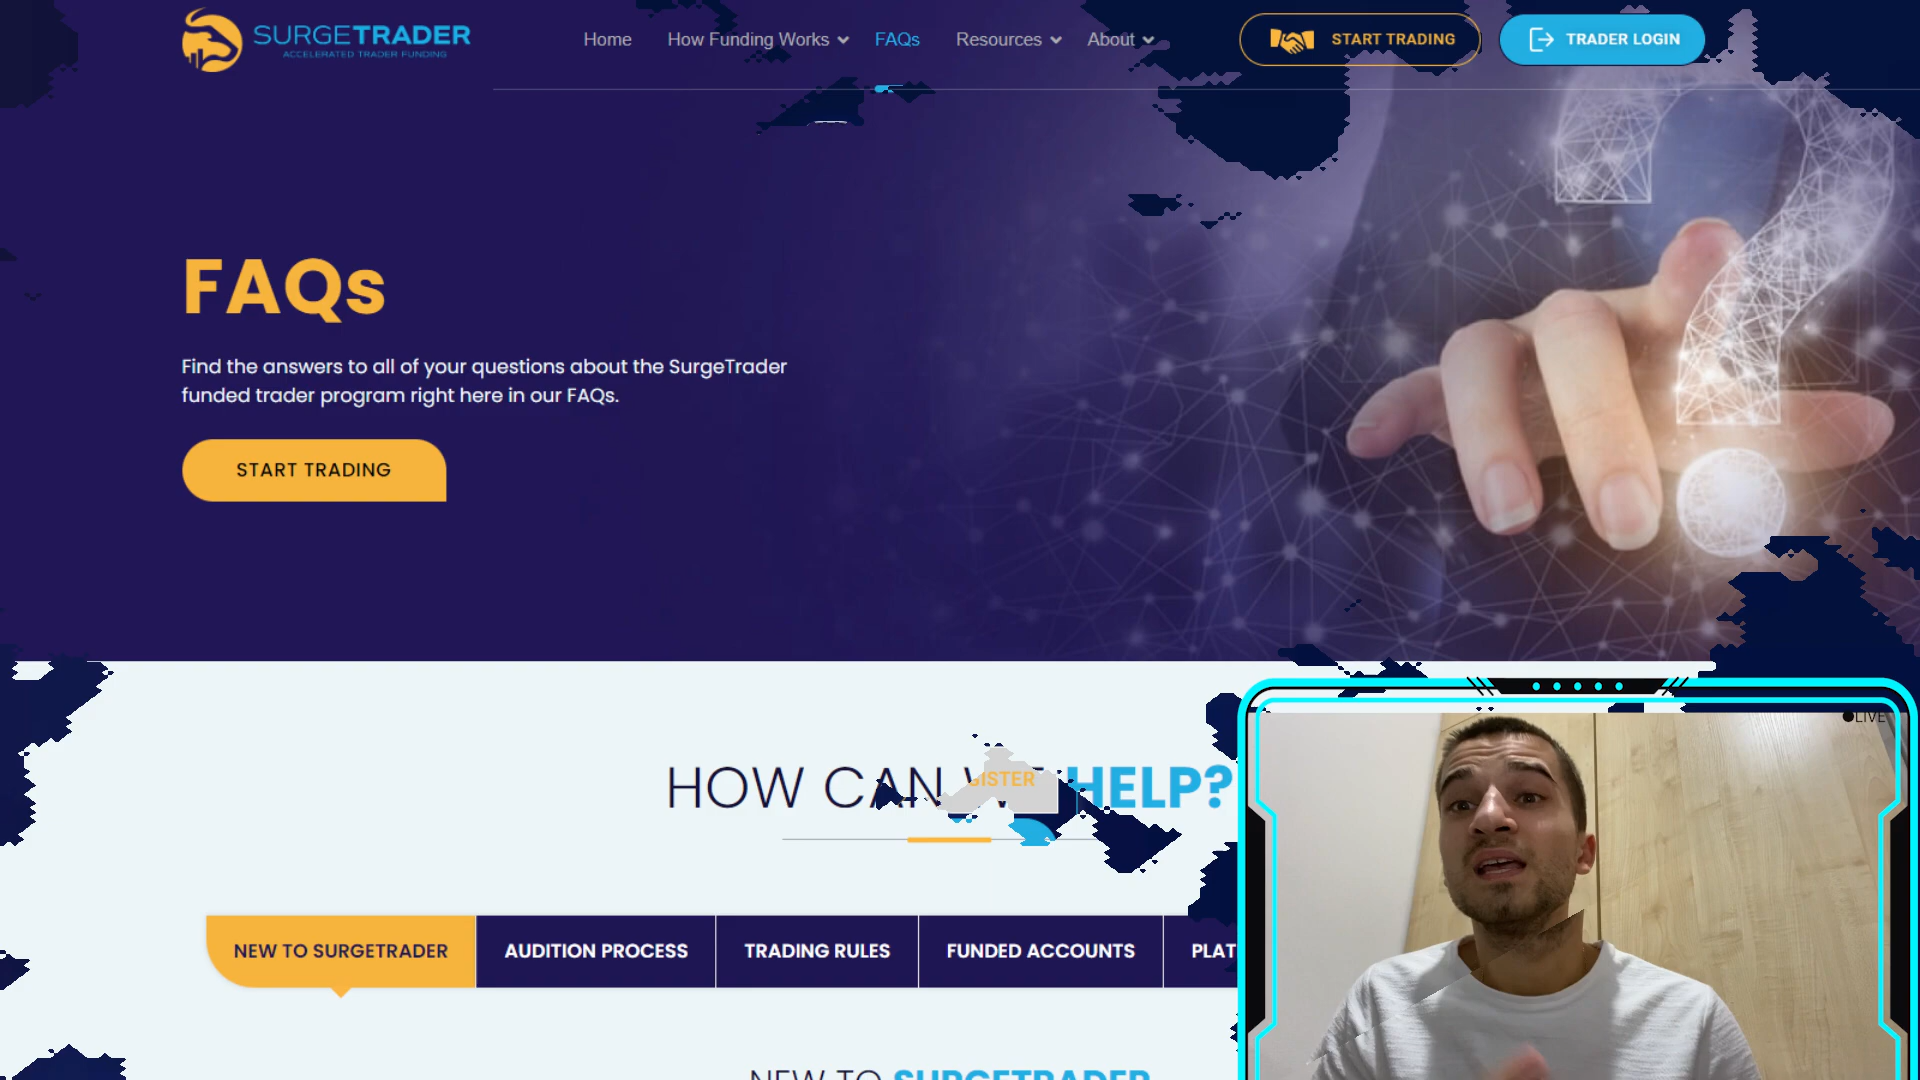 SURGETRADER
ACCELERATED TRADER FUNDING
Home
How Funding Works
FAQs
Resources
About
START TRADING
TRADER LOGIN
FAQs
Find the answers to all of your questions about the SurgeTrader
funded trader program right here in our FAQs.
START TRADING
LIVE
HOW CAN HELP?
NEW TO SURGETRADER
AUDITION PROCESS
TRADING RULES
FUNDED ACCOUNTS
PLAT
NEW TO SURGETRADER